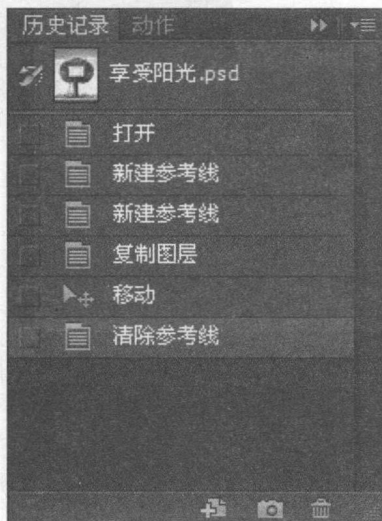 历史记录 动作
享受阳光.psd
打开
新建参考线
新建参考线
复制图层
移动
清除参考线